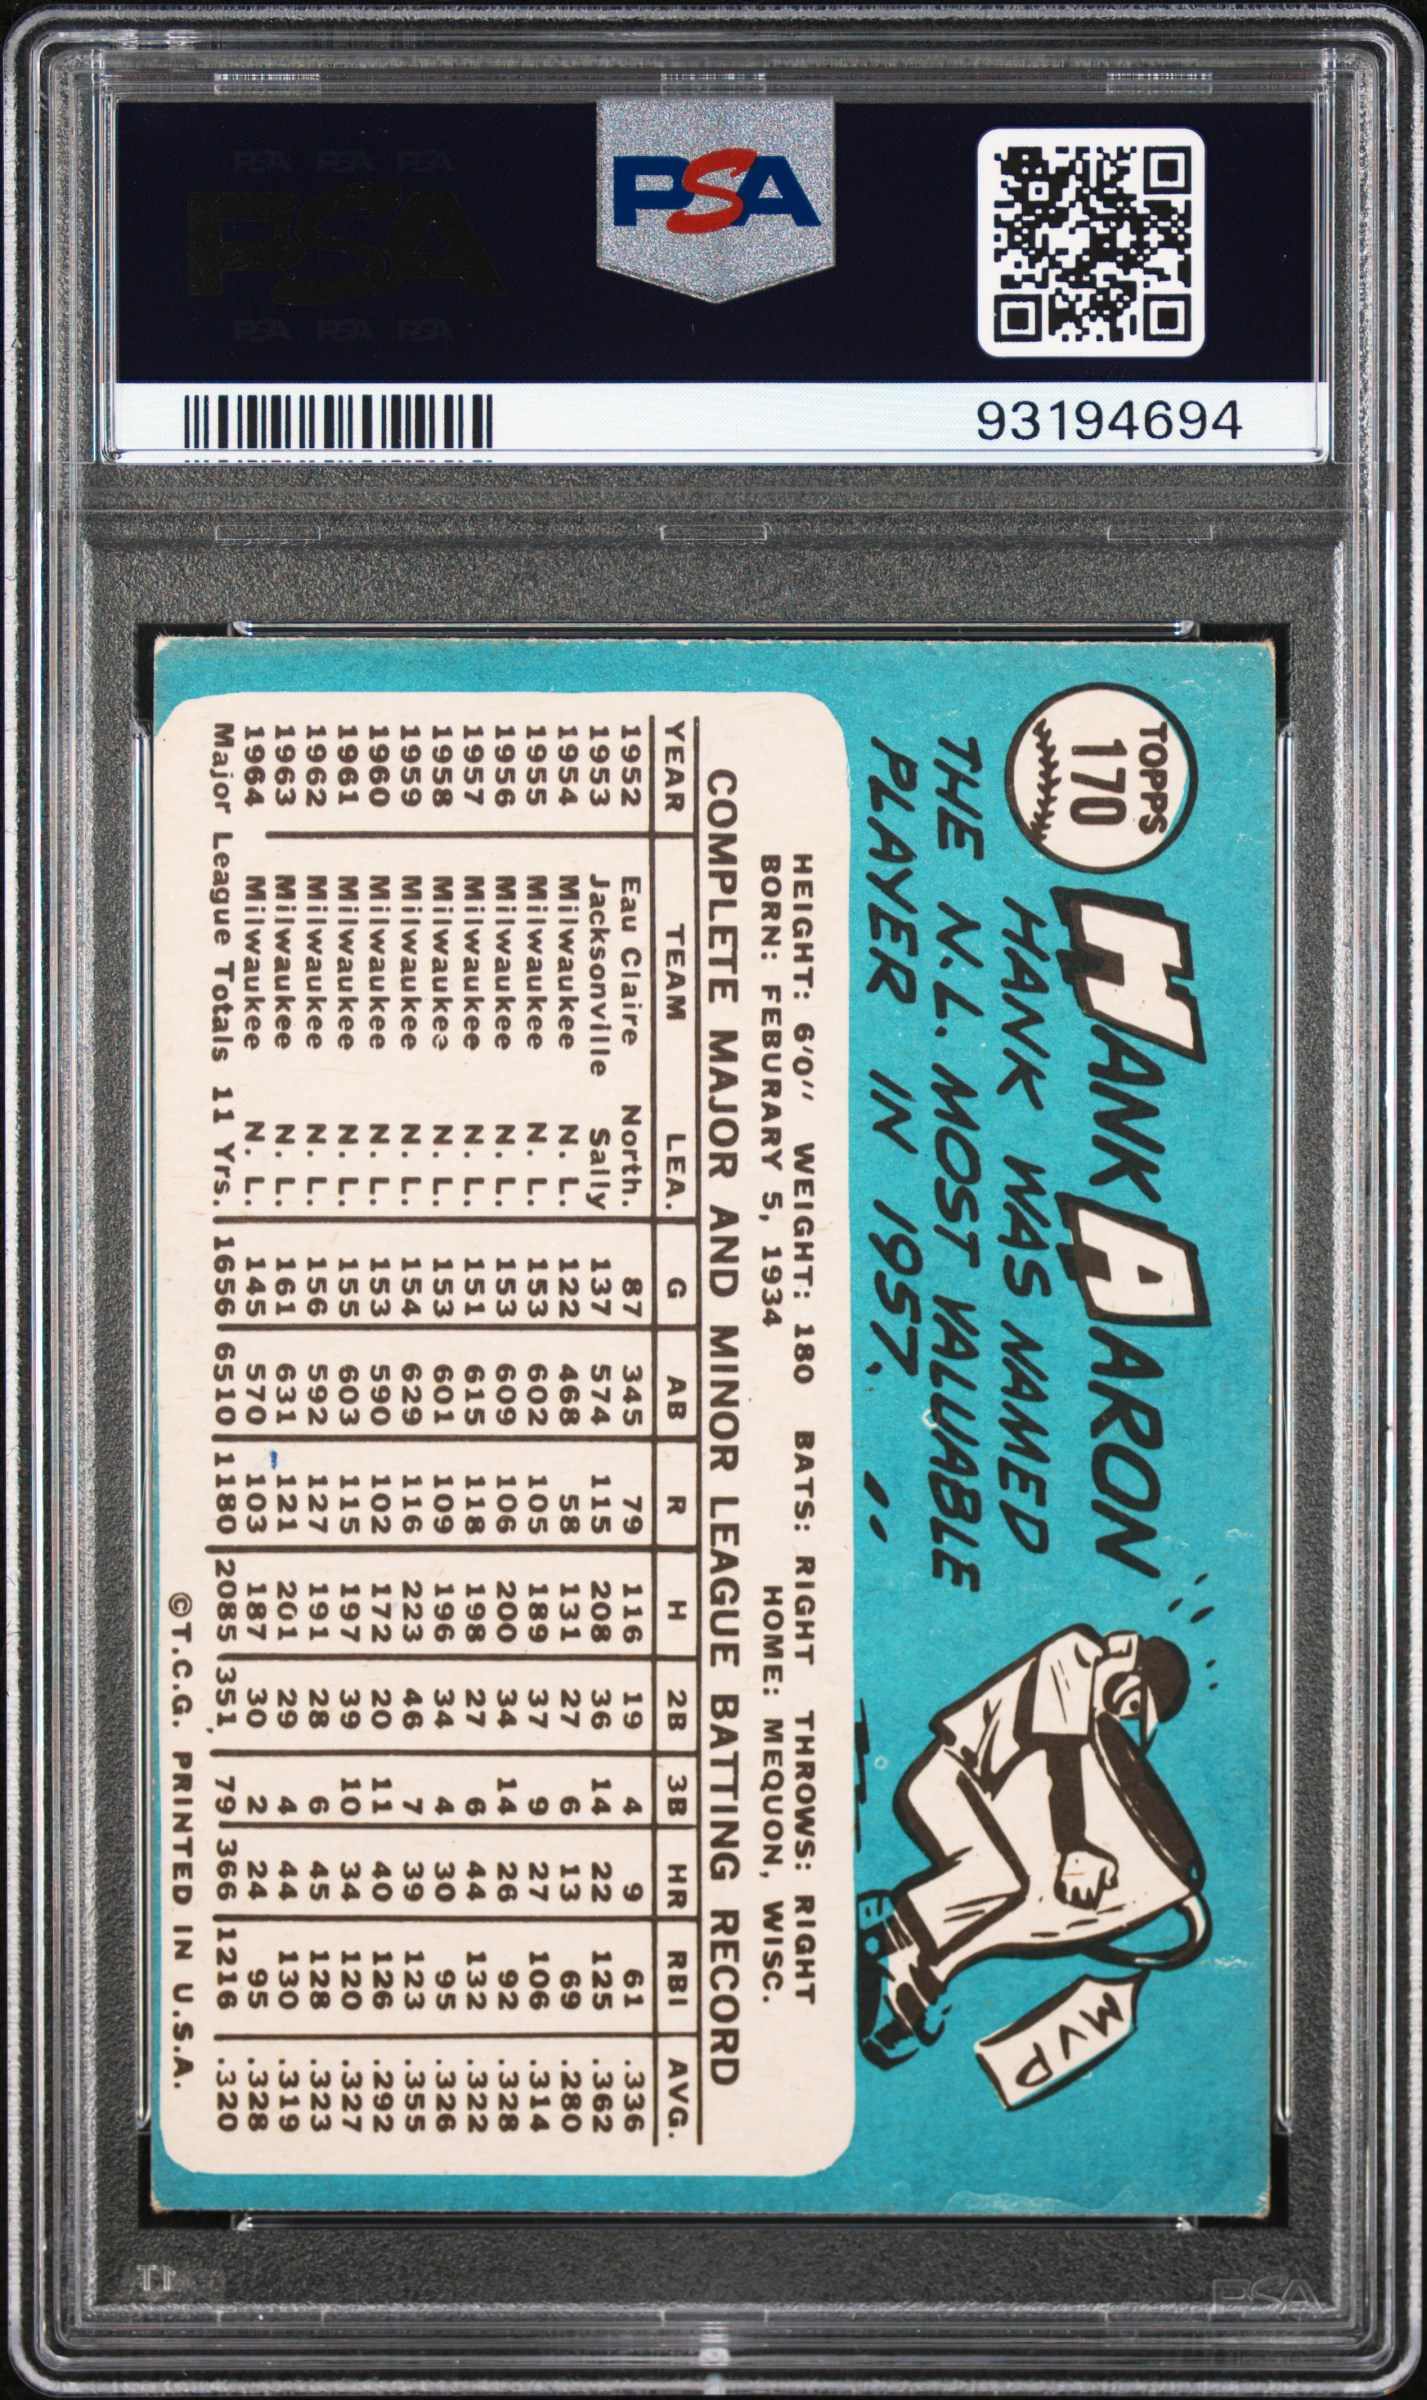 PSA PSA PSA
PSA
PSA PSA PSA
PSA
93194694
TOPPS
170
HANK AARON
HANK WAS NAMED
THE N.L. MOST VALUABLE
PLAYER IN 1957.
MVP
HEIGHT: 6'0" WEIGHT: 180 BATS: RIGHT THROWS: RIGHT
BORN: FEBURARY 5, 1934 HOME: MEQUON, WISC.
COMPLETE MAJOR AND MINOR LEAGUE BATTING RECORD
YEAR TEAM LEA. G AB R H 2B 3B HR RBI AVG.
1952 Eau Claire North. 87 345 79 116 19 4 9 61 .336
1953 Jacksonville Sally 137 574 115 208 36 14 22 125 .362
1954 Milwaukee N. L. 122 468 58 131 27 6 13 69 .280
1955 Milwaukee N. L. 153 602 105 189 37 9 27 106 .314
1956 Milwaukee N. L. 153 609 106 200 34 14 26 92 .328
1957 Milwaukee N. L. 151 615 118 198 27 6 44 132 .322
1958 Milwaukee N. L. 153 601 109 196 34 4 30 95 .326
1959 Milwaukee N. L. 154 629 116 223 46 7 39 123 .355
1960 Milwaukee N. L. 153 590 102 172 20 11 40 126 .292
1961 Milwaukee N. L. 155 603 115 197 39 10 34 120 .327
1962 Milwaukee N. L. 156 592 127 191 28 6 45 128 .323
1963 Milwaukee N. L. 161 631 121 201 29 4 44 130 .319
1964 Milwaukee N. L. 145 570 103 187 30 2 24 95 .328
Major League Totals 11 Yrs. 1656 6510 1180 2085 351 79 366 1216 .320
©T.C.G. PRINTED IN U.S.A.
PSA